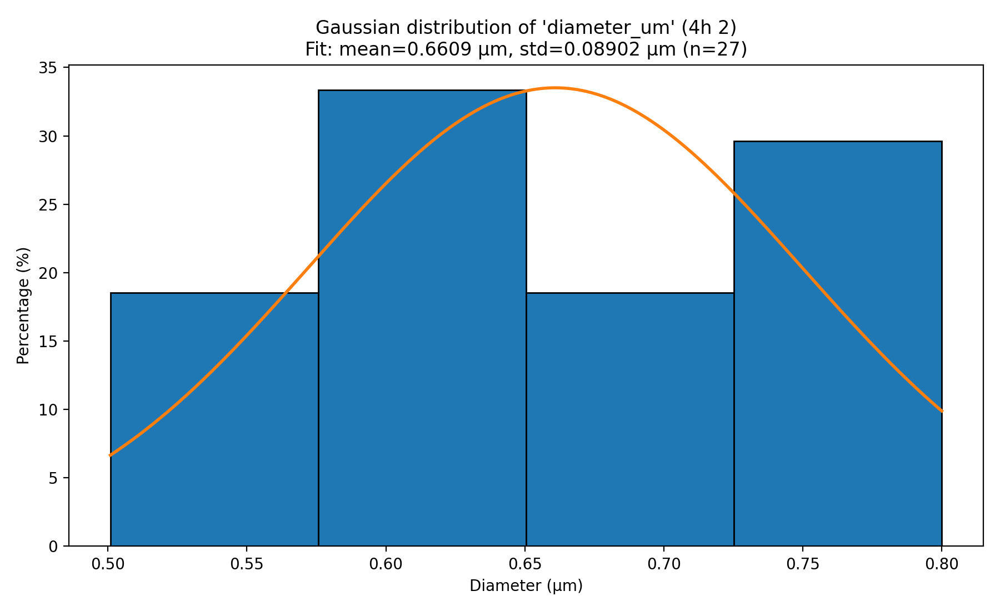 Gaussian distribution of 'diameter_um' (4h 2)
Fit: mean=0.6609 µm, std=0.08902 µm (n=27)
35
30
25
20
15
10
5
0
Percentage (%)
0.50 0.55 0.60 0.65 0.70 0.75 0.80
Diameter (µm)